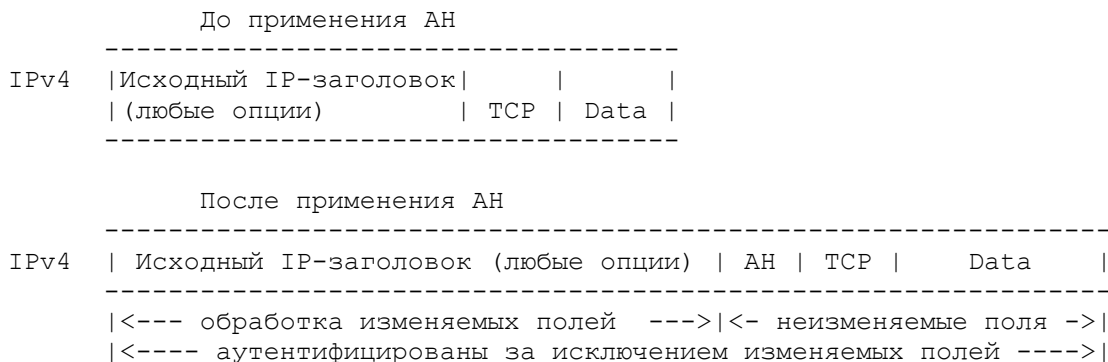 До применения AH
------------------------------------
IPv4 |Исходный IP-заголовок| | |
|(любые опции) | TCP | Data |
------------------------------------
После применения AH
---------------------------------------------------------------
IPv4 | Исходный IP-заголовок (любые опции) | AH | TCP | Data |
---------------------------------------------------------------
|<--- обработка изменяемых полей --->|<- неизменяемые поля ->|
|<---- аутентифицированы за исключением изменяемых полей ---->|